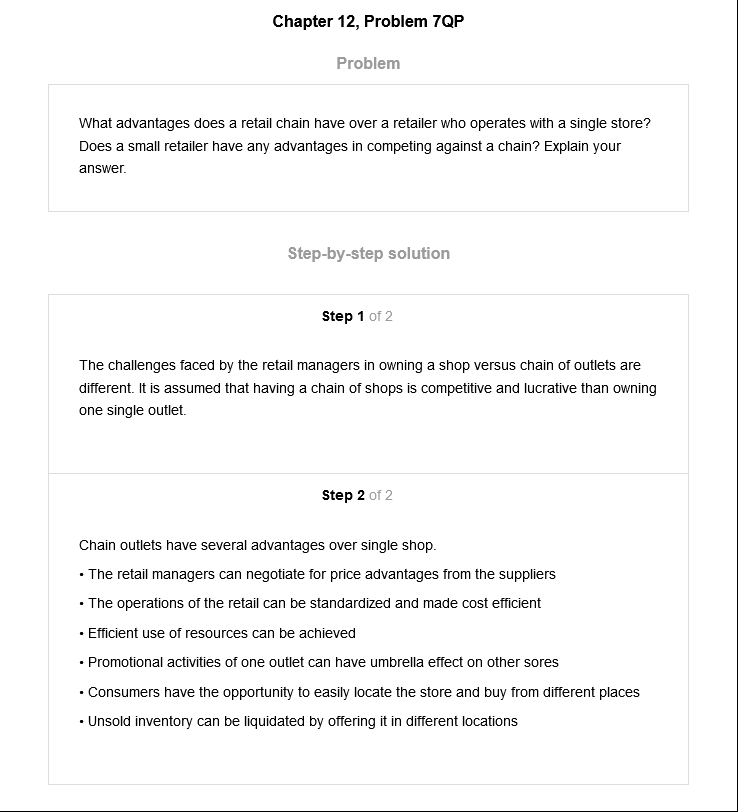 Chapter 12, Problem 7QP
Problem
What advantages does a retail chain have over a retailer who operates with a single store?
Does a small retailer have any advantages in competing against a chain? Explain your
answer.
Step-by-step solution
Step 1 of 2
The challenges faced by the retail managers in owning a shop versus chain of outlets are
different. It is assumed that having a chain of shops is competitive and lucrative than owning
one single outlet.
Step 2 of 2
Chain outlets have several advantages over single shop.
• The retail managers can negotiate for price advantages from the suppliers
• The operations of the retail can be standardized and made cost efficient
• Efficient use of resources can be achieved
• Promotional activities of one outlet can have umbrella effect on other sores
• Consumers have the opportunity to easily locate the store and buy from different places
• Unsold inventory can be liquidated by offering it in different locations